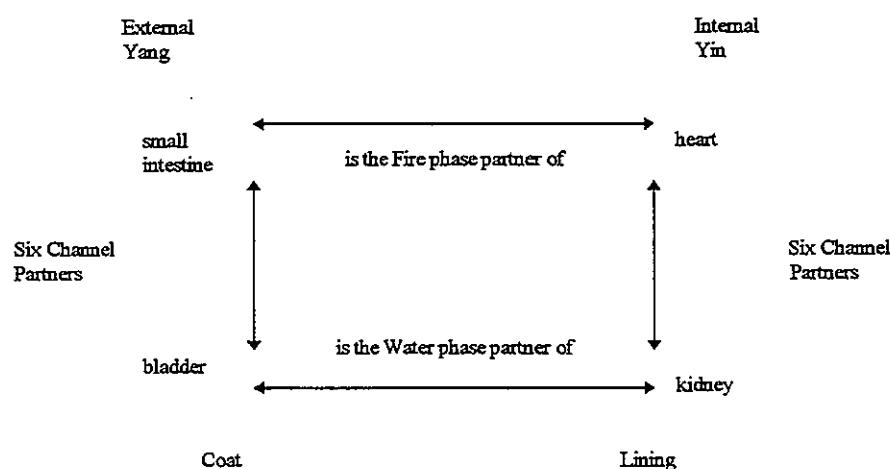 External
Yang
Internal
Yin
small
intestine
is the Fire phase partner of
heart
Six Channel
Partners
Six Channel
Partners
bladder
is the Water phase partner of
kidney
Coat
Lining